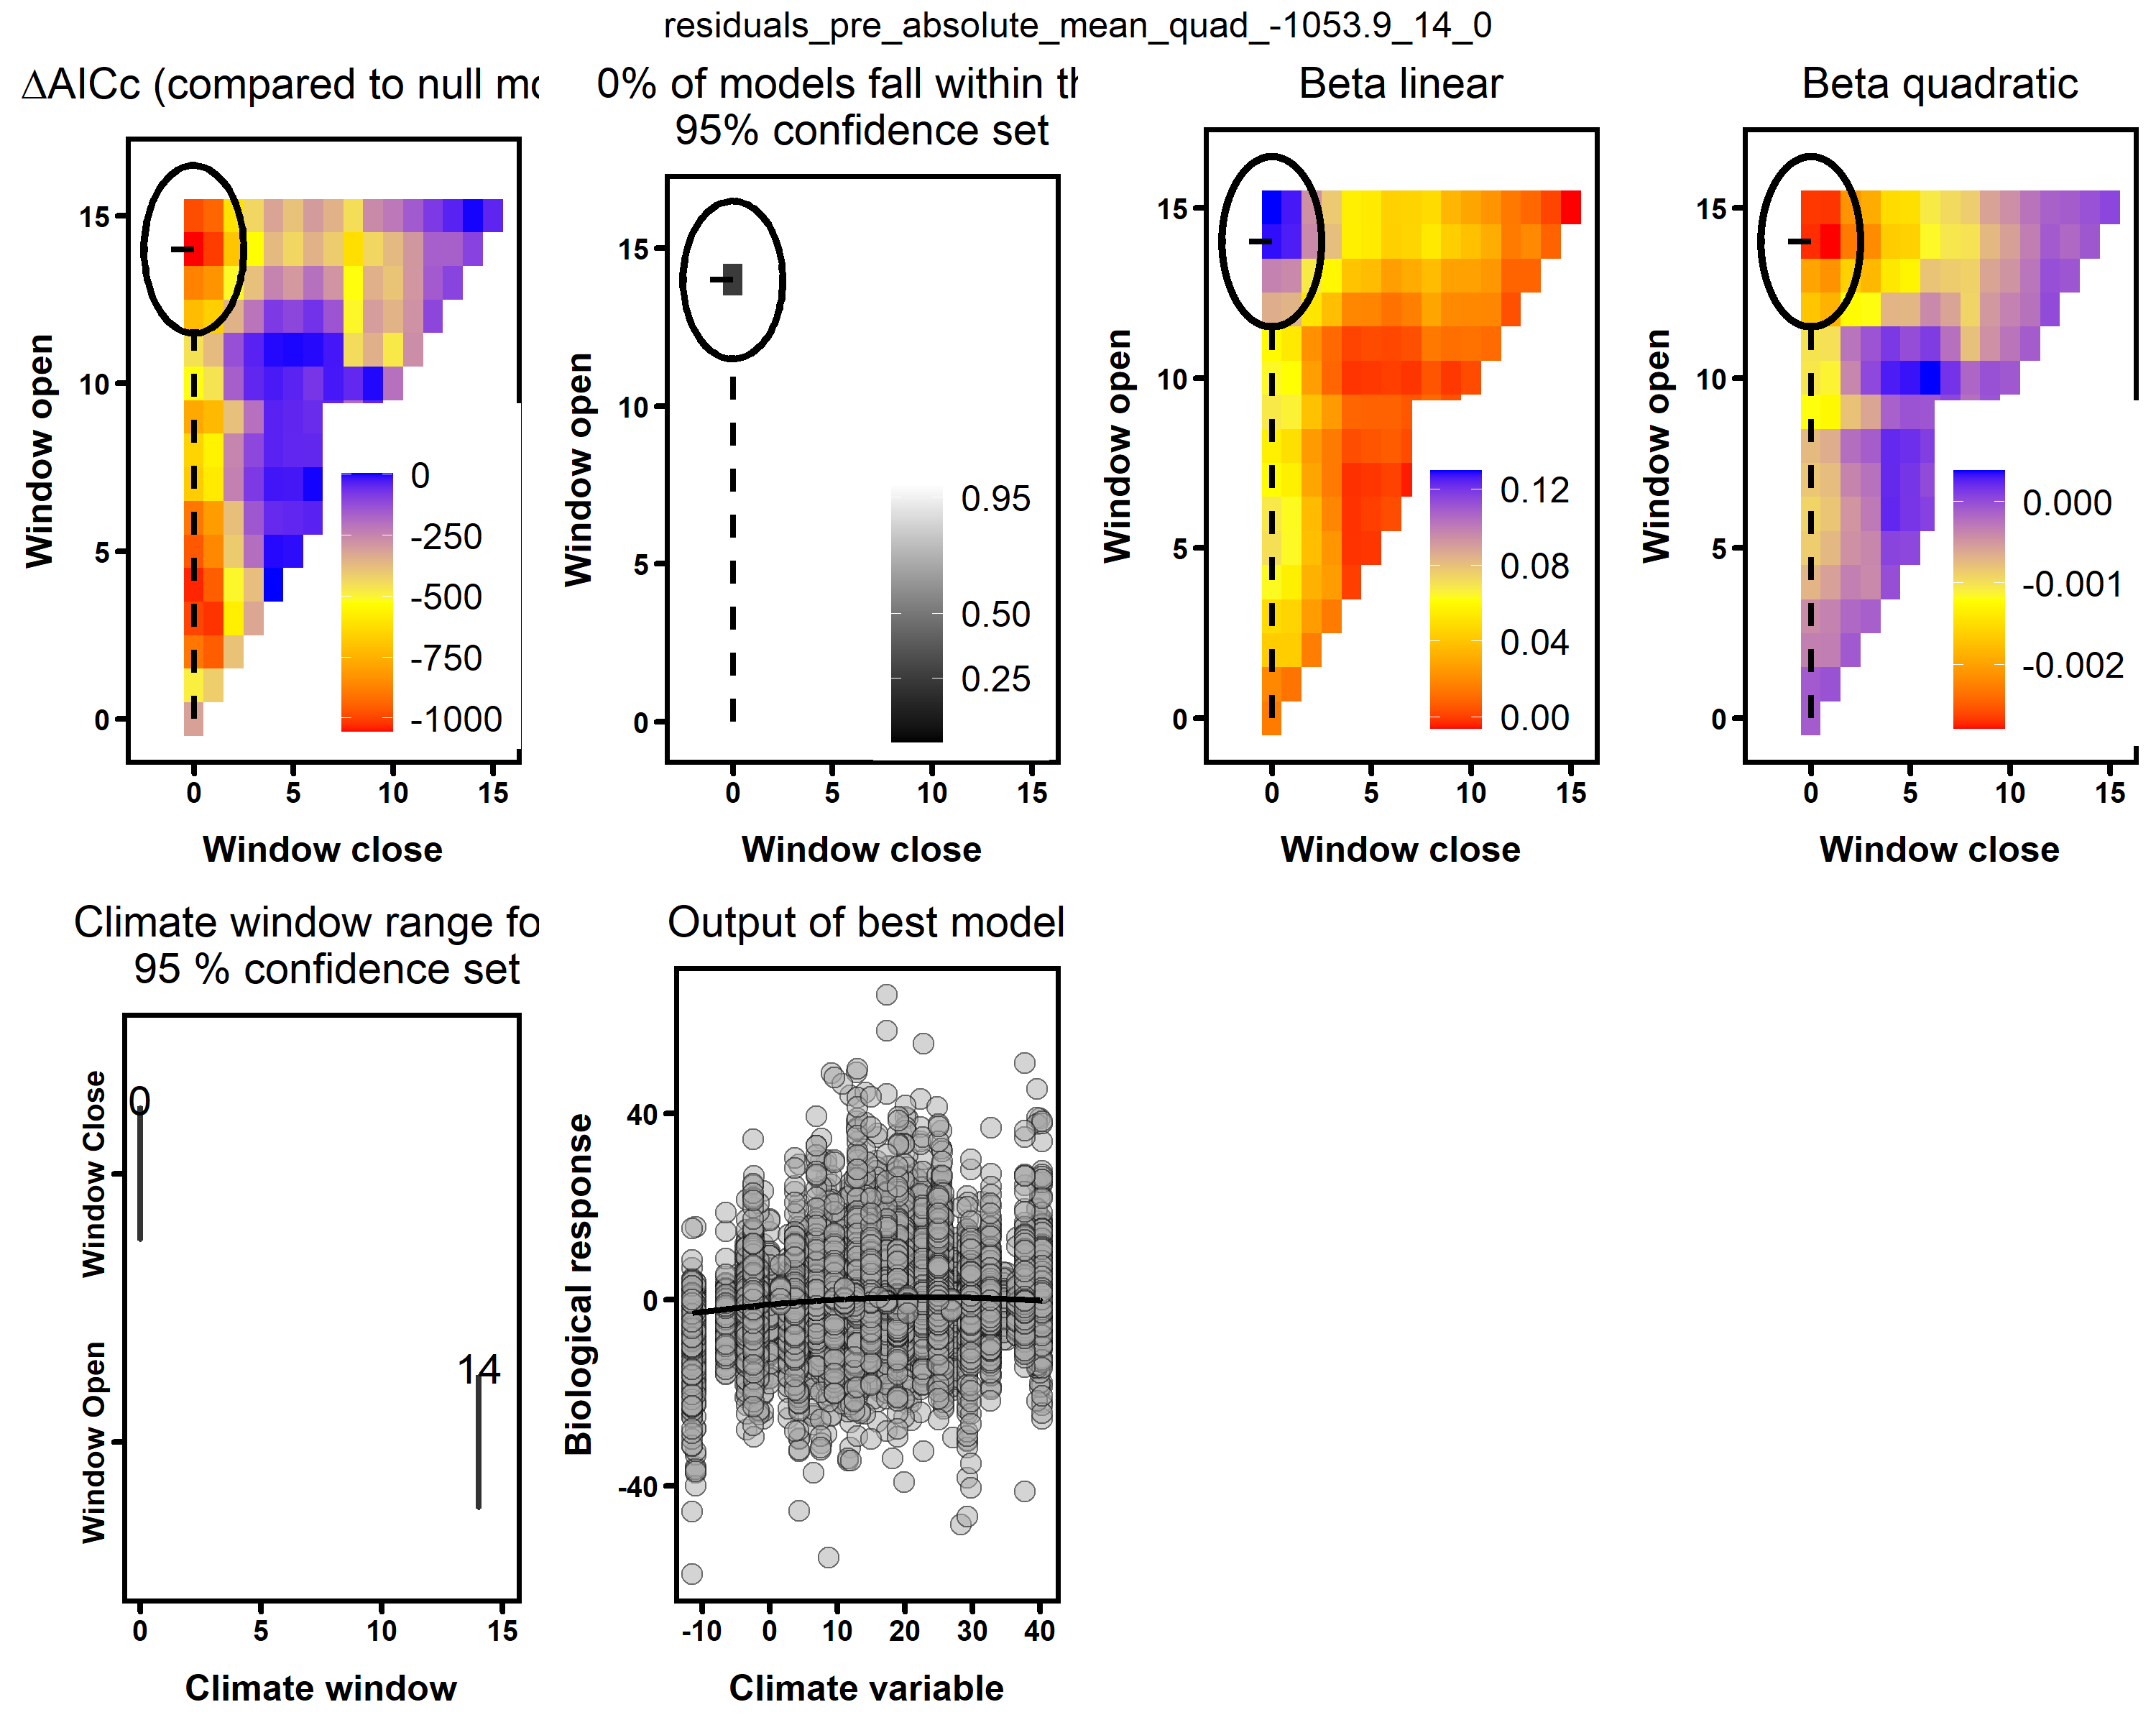 residuals_pre_absolute_mean_quad_-1053.9_14_0
ΔAICc (compared to null mo
15
10
5
0
Window open
0
-250
-500
-750
-1000
0 5 10 15
Window close
0% of models fall within th
95% confidence set
15
10
5
0
Window open
0.95
0.50
0.25
0 5 10 15
Window close
Beta linear
15
10
5
0
Window open
0.12
0.08
0.04
0.00
0 5 10 15
Window close
Beta quadratic
15
10
5
0
Window open
0.000
-0.001
-0.002
0 5 10 15
Window close
Climate window range fo
95 % confidence set
Window Close
Window Open
0
14
0 5 10 15
Climate window
Output of best model
40
0
-40
Biological response
-10 0 10 20 30 40
Climate variable